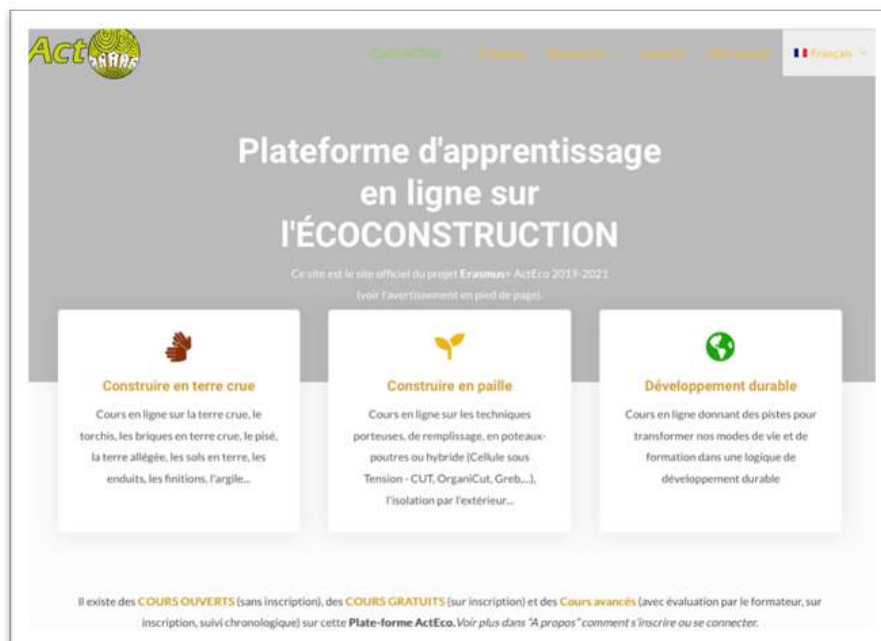 Act
Français
Plateforme d'apprentissage
en ligne sur
l'ÉCOCONSTRUCTION
Ce site est le site officiel du projet Erasmus+ ActEco 2019-2021
(voir l'avertissement en pied de page).
Construire en terre crue
Cours en ligne sur la terre crue, le
torchis, les briques en terre crue, le pisé,
la terre allégée, les sols en terre, les
enduits, les finitions, l'argile...
Construire en paille
Cours en ligne sur les techniques
porteuses, de remplissage, en poteaux-
poutres ou hybride (Cellule sous
Tension - CUT, OrganiCut, Greb,...),
l'isolation par l'extérieur...
Développement durable
Cours en ligne donnant des pistes pour
transformer nos modes de vie et de
formation dans une logique de
développement durable
Il existe des COURS OUVERTS (sans inscription), des COURS GRATUITS (sur inscription) et des Cours avancés (avec évaluation par le formateur, sur
inscription, suivi chronologique) sur cette Plate-forme ActEco. Voir plus dans "A propos" comment s'inscrire ou se connecter.